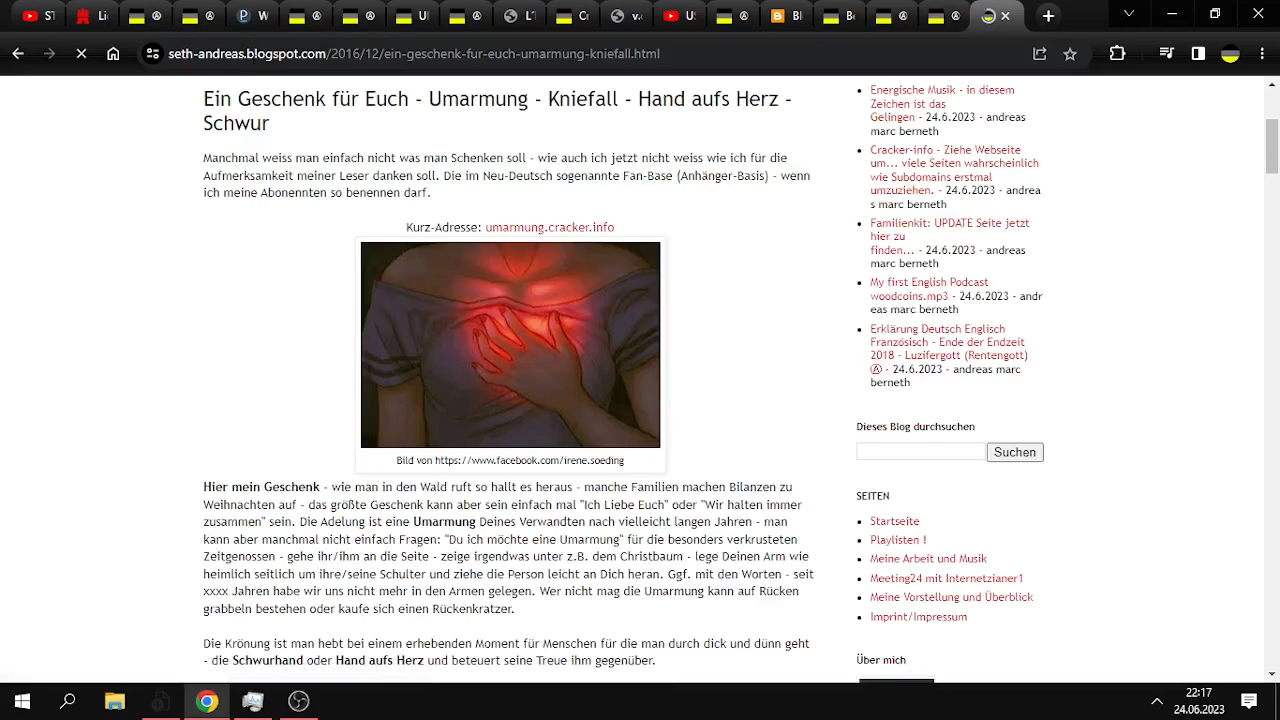 ST
Li
W
Ul
L'I
Cr
v.c
US
Bl
Be
seth-andreas.blogspot.com/2016/12/ein-geschenk-fur-euch-umarmung-kniefall.html
Ein Geschenk für Euch - Umarmung - Kniefall - Hand aufs Herz -
Schwur
Manchmal weiss man einfach nicht was man Schenken soll - wie auch ich jetzt nicht weiss wie ich für die
Aufmerksamkeit meiner Leser danken soll. Die im Neu-Deutsch sogenannte Fan-Base (Anhänger-Basis) - wenn
ich meine Abonennten so benennen darf.
Kurz-Adresse: umarmung.cracker.info
Bild von https://www.facebook.com/irene.soeding
Hier mein Geschenk - wie man in den Wald ruft so hallt es heraus - manche Familien machen Bilanzen zu
Weihnachten auf - das größte Geschenk kann aber sein einfach mal "Ich Liebe Euch" oder "Wir halten immer
zusammen" sein. Die Adelung ist eine Umarmung Deines Verwandten nach vielleicht langen Jahren - man
kann aber manchmal nicht einfach Fragen: "Du ich möchte eine Umarmung" für die besonders verkrusteten
Zeitgenossen - gehe ihr/ihm an die Seite - zeige irgendwas unter z.B. dem Christbaum - lege Deinen Arm wie
heimlich seitlich um ihre/seine Schulter und ziehe die Person leicht an Dich heran. Ggf. mit den Worten - seit
xxxx Jahren habe wir uns nicht mehr in den Armen gelegen. Wer nicht mag die Umarmung kann auf Rücken
grabbeln bestehen oder kaufe sich einen Rückenkratzer.
Die Krönung ist man hebt bei einem erhebenden Moment für Menschen für die man durch dick und dünn geht
- die Schwurhand oder Hand aufs Herz und beteuert seine Treue ihm gegenüber.
Energische Musik - in diesem
Zeichen ist das
Gelingen - 24.6.2023 - andreas
marc berneth
Cracker-info - Ziehe Webseite
um... viele Seiten wahrscheinlich
wie Subdomains erstmal
umzuziehen. - 24.6.2023 - andrea
s marc berneth
Familienkit: UPDATE Seite jetzt
hier zu
finden... - 24.6.2023 - andreas
marc berneth
My first English Podcast
woodcoins.mp3 - 24.6.2023 - andr
eas marc berneth
Erklärung Deutsch Englisch
Französisch - Ende der Endzeit
2018 - Luzifergott (Rentengott)
Ⓐ - 24.6.2023 - andreas marc
berneth
Dieses Blog durchsuchen
Suchen
SEITEN
Startseite
Playlisten !
Meine Arbeit und Musik
Meeting24 mit Internetzianer1
Meine Vorstellung und Überblick
Imprint/Impressum
Über mich
22:17
24.06.2023